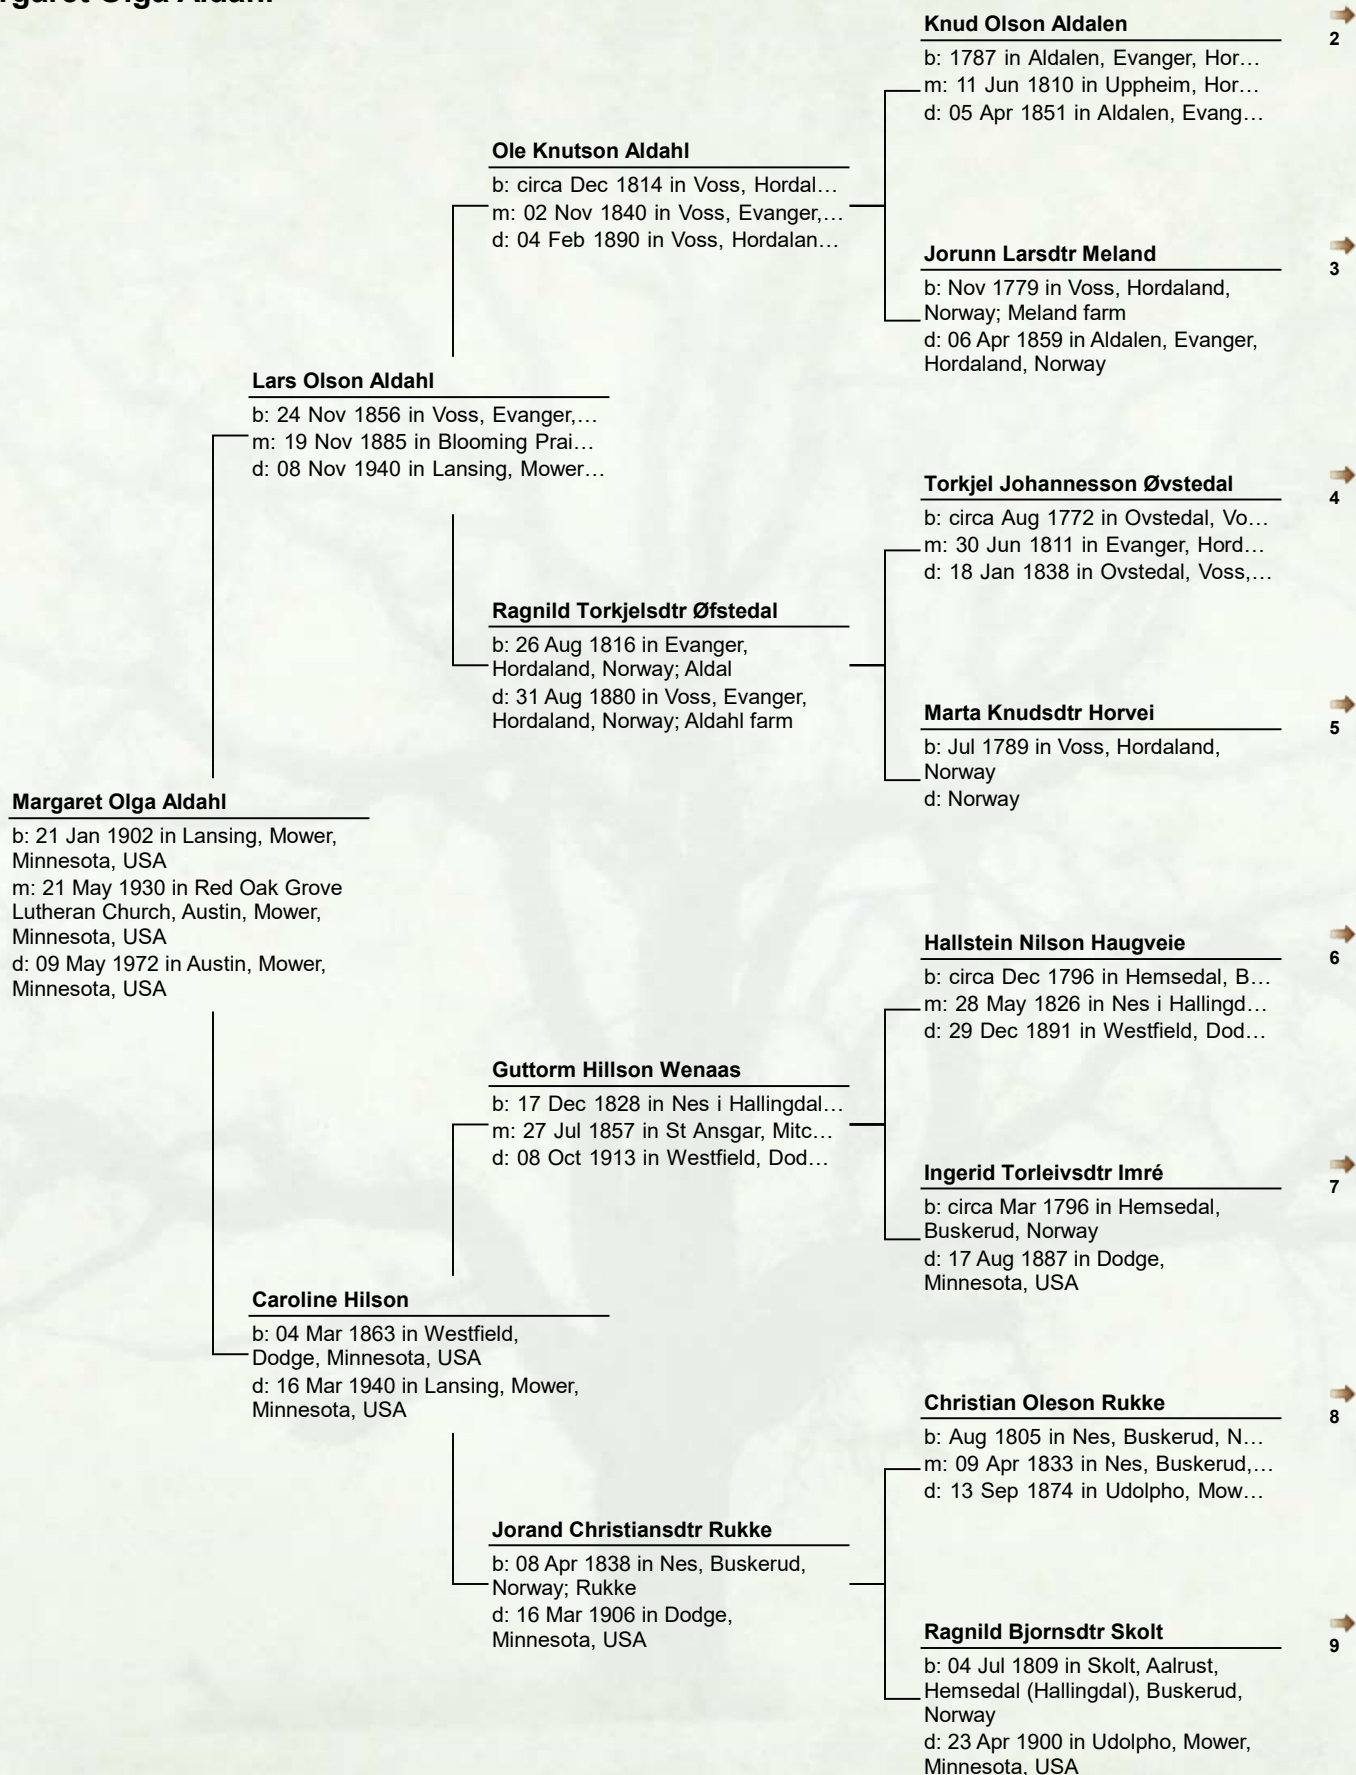 Knud Olson Aldalen
2
b: 1787 in Aldalen, Evanger, Hor…
m: 11 Jun 1810 in Uppheim, Hor…
d: 05 Apr 1851 in Aldalen, Evang…
Ole Knutson Aldahl
b: circa Dec 1814 in Voss, Hordal…
m: 02 Nov 1840 in Voss, Evanger,…
d: 04 Feb 1890 in Voss, Hordalan…
Jorunn Larsdtr Meland
3
b: Nov 1779 in Voss, Hordaland,
Norway; Meland farm
d: 06 Apr 1859 in Aldalen, Evanger,
Hordaland, Norway
Lars Olson Aldahl
b: 24 Nov 1856 in Voss, Evanger,…
m: 19 Nov 1885 in Blooming Prai…
d: 08 Nov 1940 in Lansing, Mower…
Torkjel Johannesson Øvstedal
4
b: circa Aug 1772 in Ovstedal, Vo…
m: 30 Jun 1811 in Evanger, Hord…
d: 18 Jan 1838 in Ovstedal, Voss,…
Ragnild Torkjelsdtr Øfstedal
b: 26 Aug 1816 in Evanger,
Hordaland, Norway; Aldal
d: 31 Aug 1880 in Voss, Evanger,
Hordaland, Norway; Aldahl farm
Marta Knudsdtr Horvei
5
b: Jul 1789 in Voss, Hordaland,
Norway
d: Norway
Margaret Olga Aldahl
b: 21 Jan 1902 in Lansing, Mower,
Minnesota, USA
m: 21 May 1930 in Red Oak Grove
Lutheran Church, Austin, Mower,
Minnesota, USA
d: 09 May 1972 in Austin, Mower,
Minnesota, USA
Hallstein Nilson Haugveie
6
b: circa Dec 1796 in Hemsedal, B…
m: 28 May 1826 in Nes i Hallingd…
d: 29 Dec 1891 in Westfield, Dod…
Guttorm Hillson Wenaas
b: 17 Dec 1828 in Nes i Hallingdal…
m: 27 Jul 1857 in St Ansgar, Mitc…
d: 08 Oct 1913 in Westfield, Dod…
Ingerid Torleivsdtr Imré
7
b: circa Mar 1796 in Hemsedal,
Buskerud, Norway
d: 17 Aug 1887 in Dodge,
Minnesota, USA
Caroline Hilson
b: 04 Mar 1863 in Westfield,
Dodge, Minnesota, USA
d: 16 Mar 1940 in Lansing, Mower,
Minnesota, USA
Christian Oleson Rukke
8
b: Aug 1805 in Nes, Buskerud, N…
m: 09 Apr 1833 in Nes, Buskerud,…
d: 13 Sep 1874 in Udolpho, Mow…
Jorand Christiansdtr Rukke
b: 08 Apr 1838 in Nes, Buskerud,
Norway; Rukke
d: 16 Mar 1906 in Dodge,
Minnesota, USA
Ragnild Bjornsdtr Skolt
9
b: 04 Jul 1809 in Skolt, Aalrust,
Hemsedal (Hallingdal), Buskerud,
Norway
d: 23 Apr 1900 in Udolpho, Mower,
Minnesota, USA